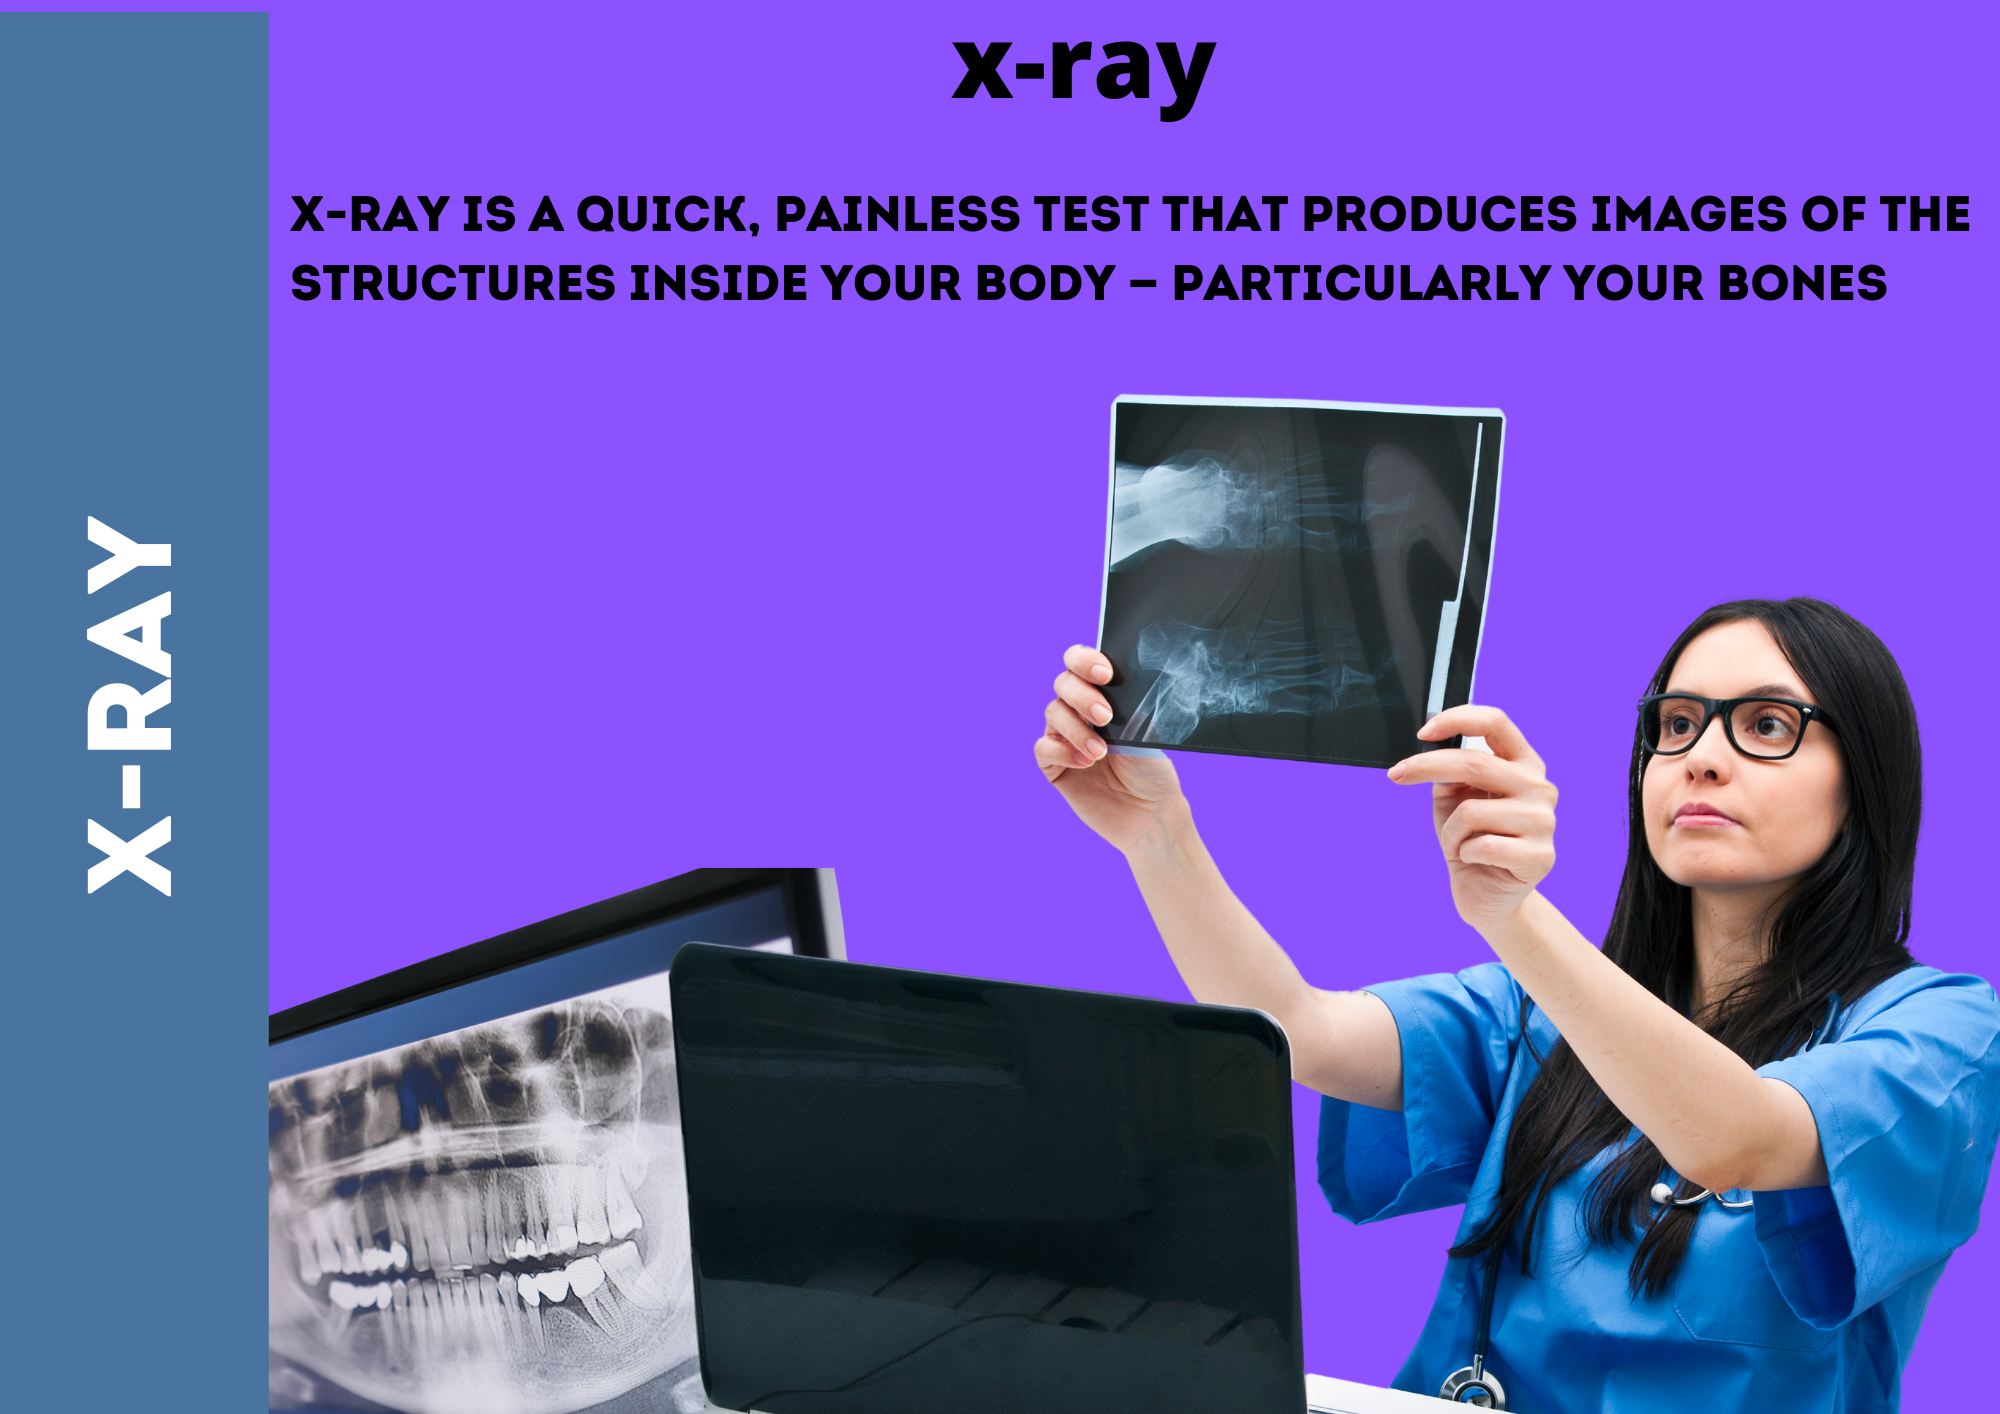 x-ray
X-RAY IS A QUICK, PAINLESS TEST THAT PRODUCES IMAGES OF THE
STRUCTURES INSIDE YOUR BODY — PARTICULARLY YOUR BONES
X-RAY